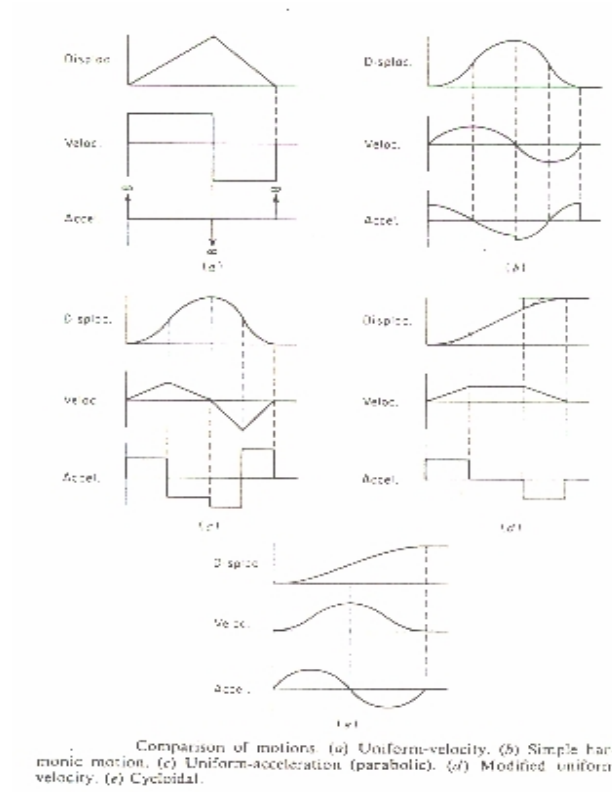 Displac.
Veloc.
Accel.
(a)
Displac.
Veloc.
Accel.
(b)
Displac.
Veloc.
Accel.
(c)
Displac.
Veloc.
Accel.
(d)
Displac.
Veloc.
Accel.
(e)
Comparison of motions. (a) Uniform-velocity. (b) Simple har-
monic motion. (c) Uniform-acceleration (parabolic). (d) Modified uniform
velocity. (e) Cycloidal.